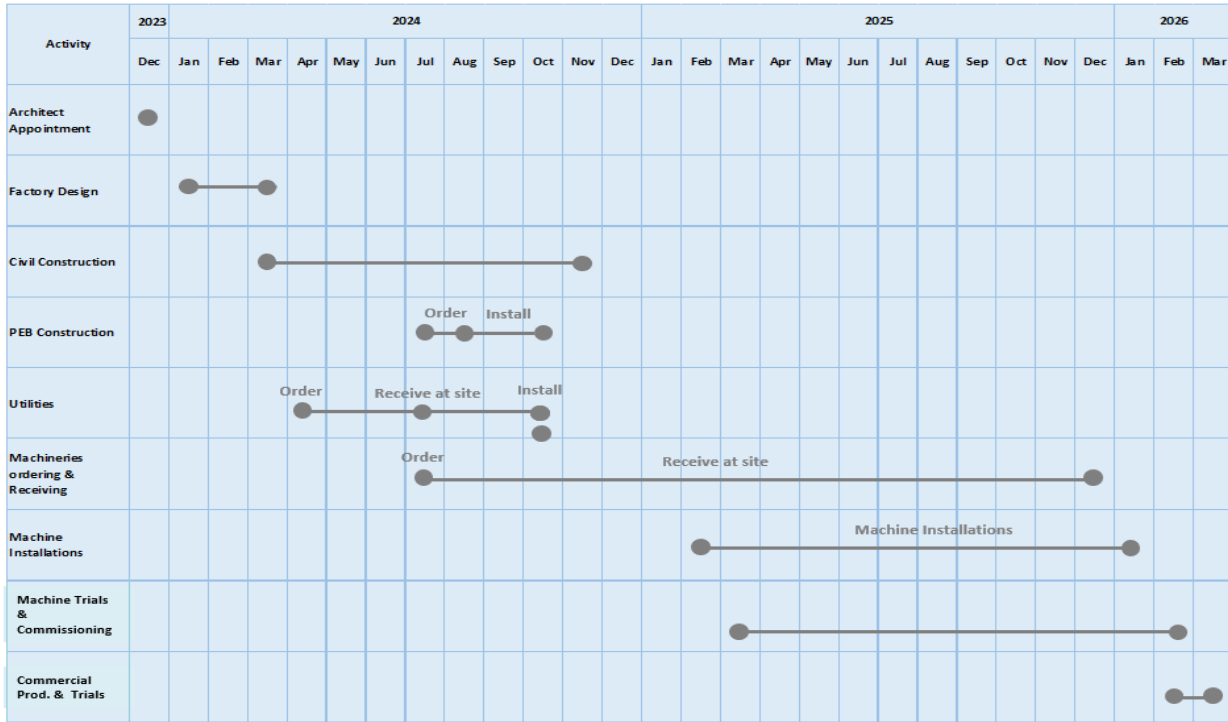 Activity
2023
2024
2025
2026
Dec Jan Feb Mar Apr May Jun Jul Aug Sep Oct Nov Dec Jan Feb Mar Apr May Jun Jul Aug Sep Oct Nov Dec Jan Feb Mar
Architect
Appointment
Factory Design
Civil Construction
PEB Construction
Order
Install
Utilities
Order
Receive at site
Install
Machineries
ordering &
Receiving
Order
Receive at site
Machine
Installations
Machine Installations
Machine Trials
&
Commissioning
Commercial
Prod. & Trials